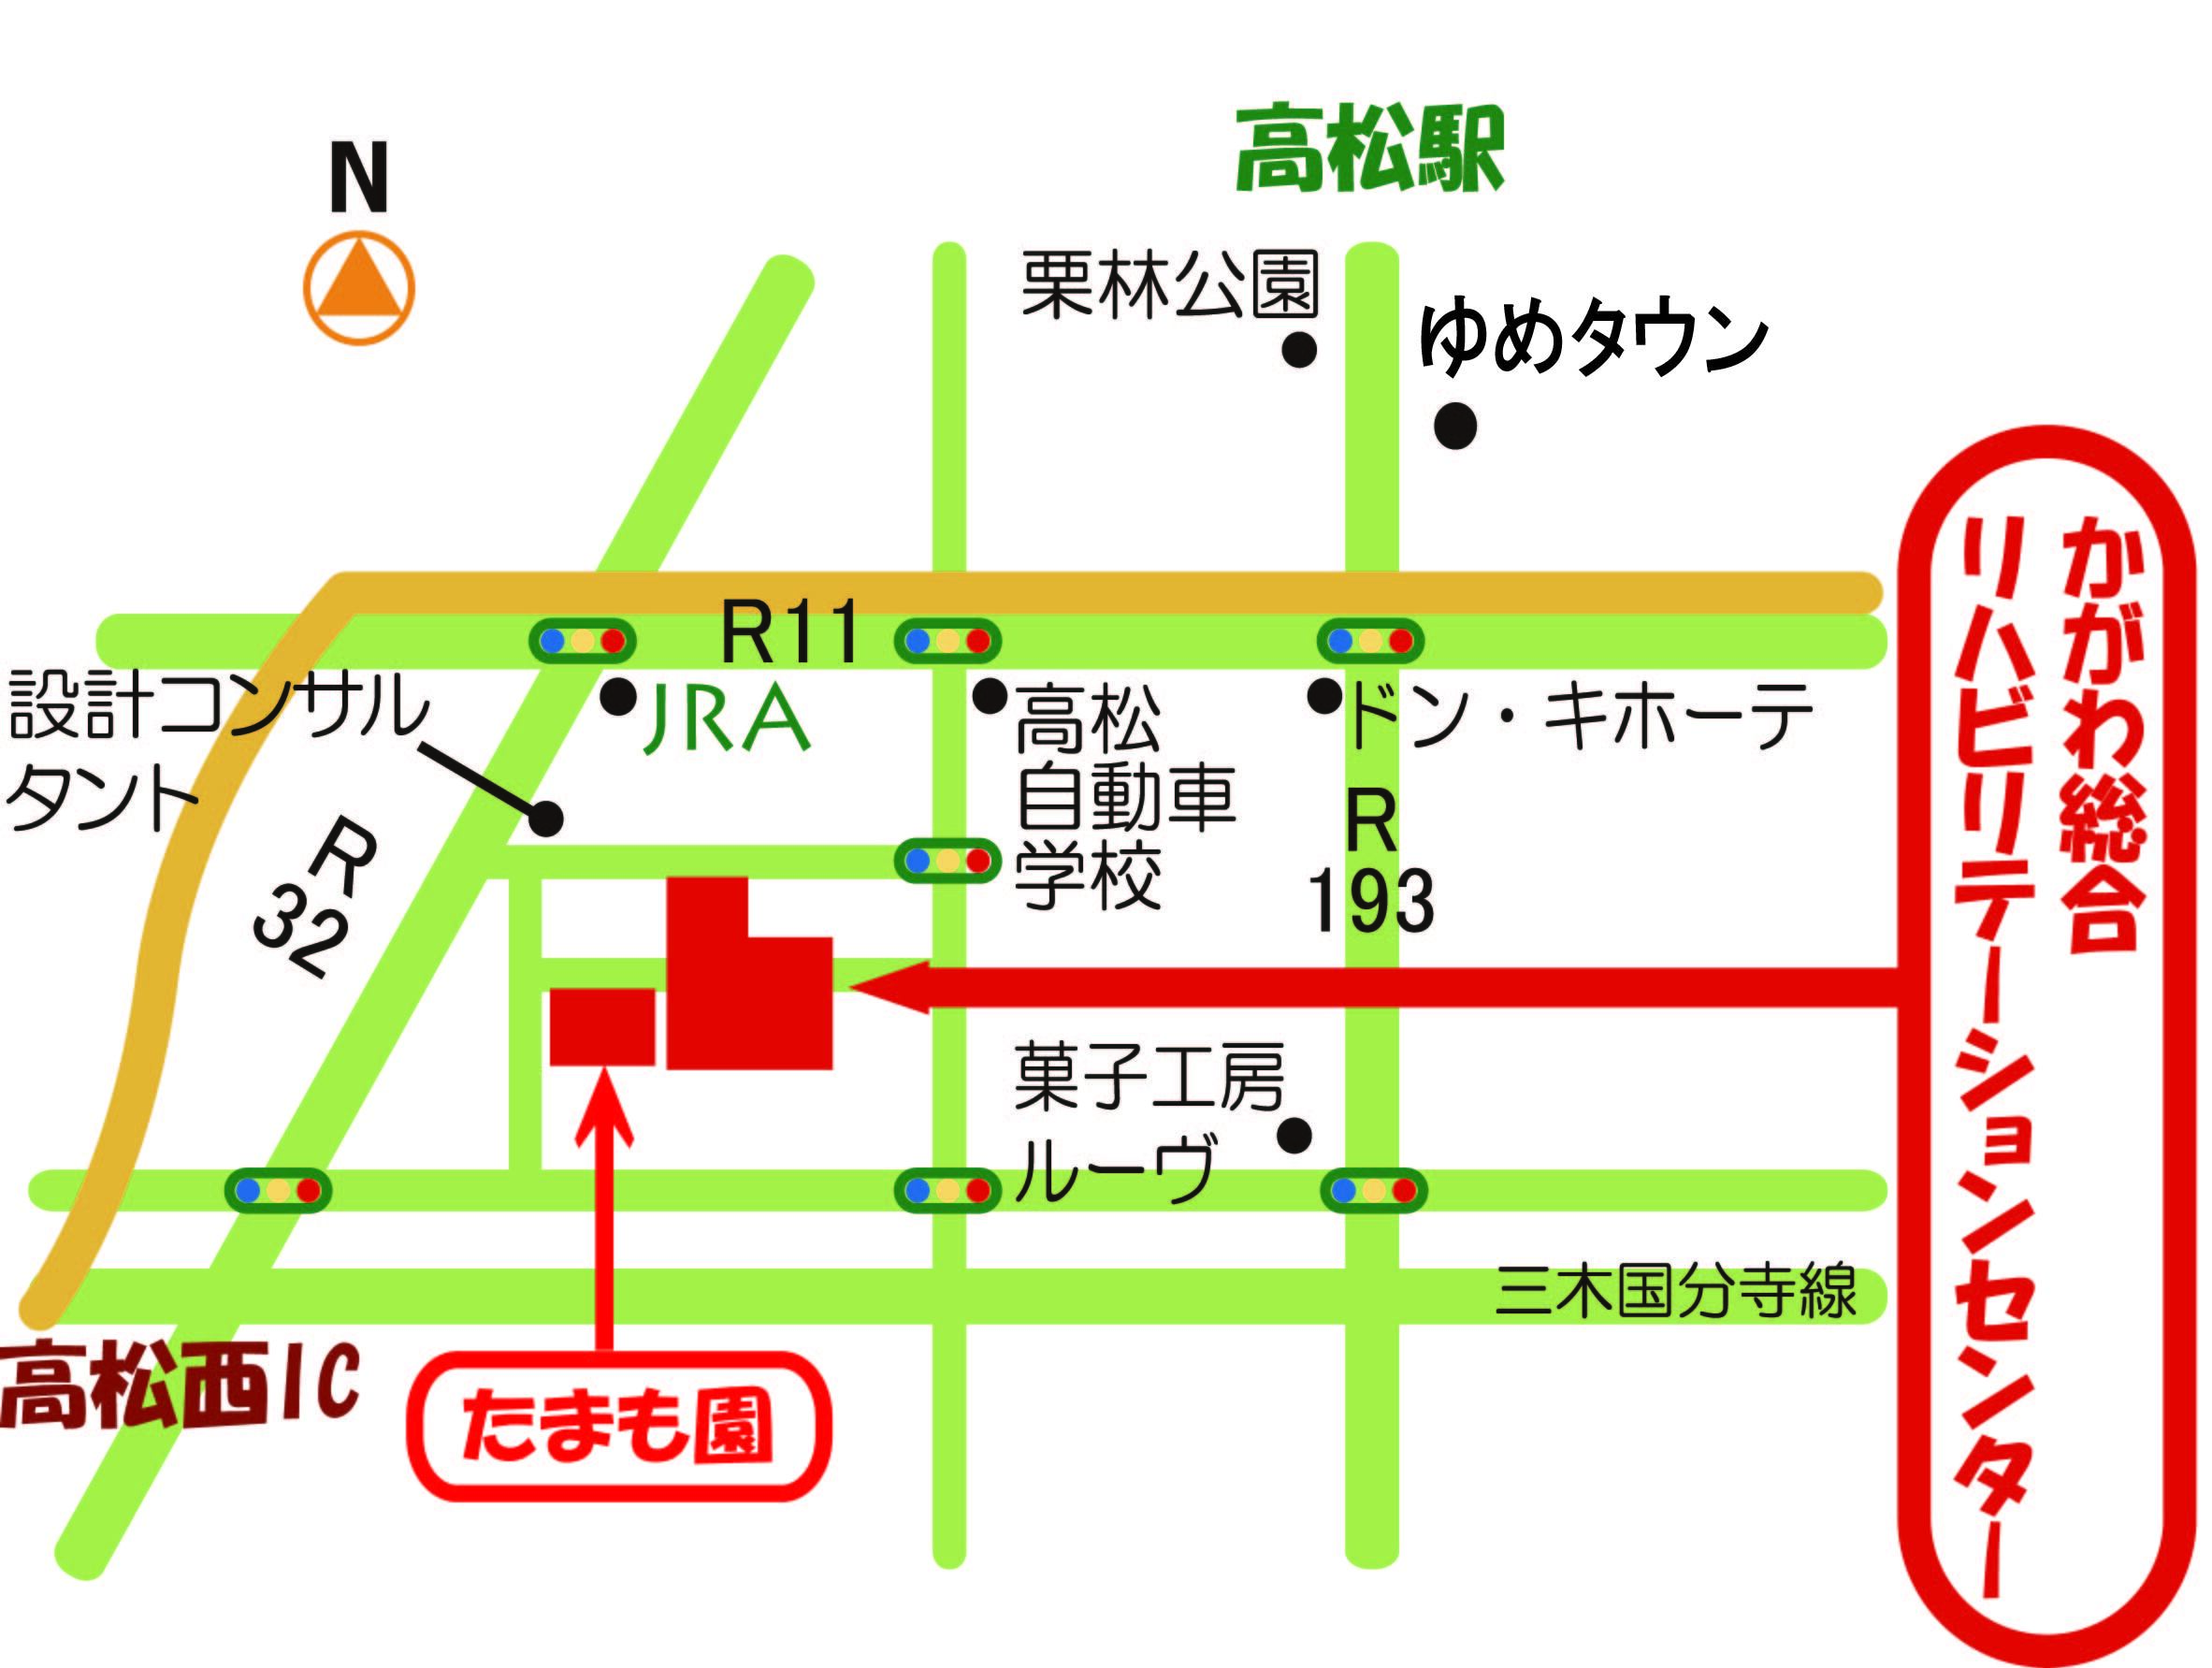 高松駅
N
栗林公園
ゆめタウン
R11
設計コンサル
タント
JRA
高松
自動車
学校
ドン・キホーテ
R
193
R
32
かがわ総合
リハビリテーションセンター
菓子工房
ルーヴ
三木国分寺線
高松西IC
たまも園